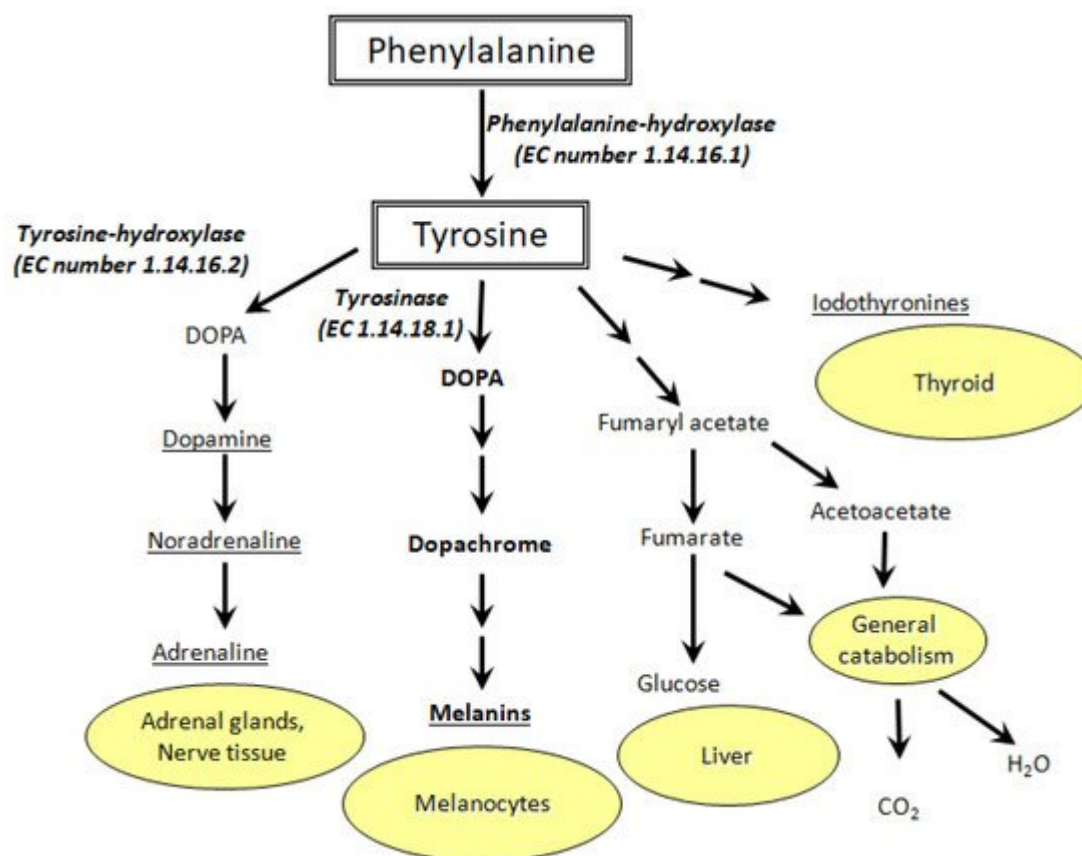 Phenylalanine
Phenylalanine-hydroxylase
(EC number 1.14.16.1)
Tyrosine
Tyrosine-hydroxylase
(EC number 1.14.16.2)
Tyrosinase
(EC 1.14.18.1)
Iodothyronines
Thyroid
DOPA
DOPA
Fumaryl acetate
Dopamine
Acetoacetate
Noradrenaline
Dopachrome
Fumarate
General
catabolism
Adrenaline
Glucose
Melanins
Adrenal glands,
Nerve tissue
Liver
H₂O
Melanocytes
CO₂